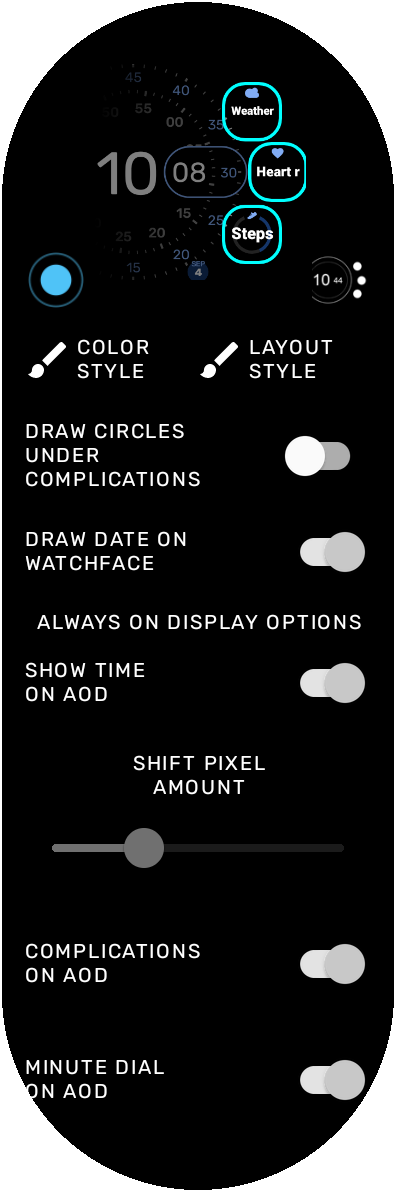 45
40
50
55
00
35
Weather
10
08
30
Heart r
15
25
Steps
25
20
20
15
SEP
4
10 44
COLOR
STYLE
LAYOUT
STYLE
DRAW CIRCLES
UNDER
COMPLICATIONS
DRAW DATE ON
WATCHFACE
ALWAYS ON DISPLAY OPTIONS
SHOW TIME
ON AOD
SHIFT PIXEL
AMOUNT
COMPLICATIONS
ON AOD
MINUTE DIAL
ON AOD